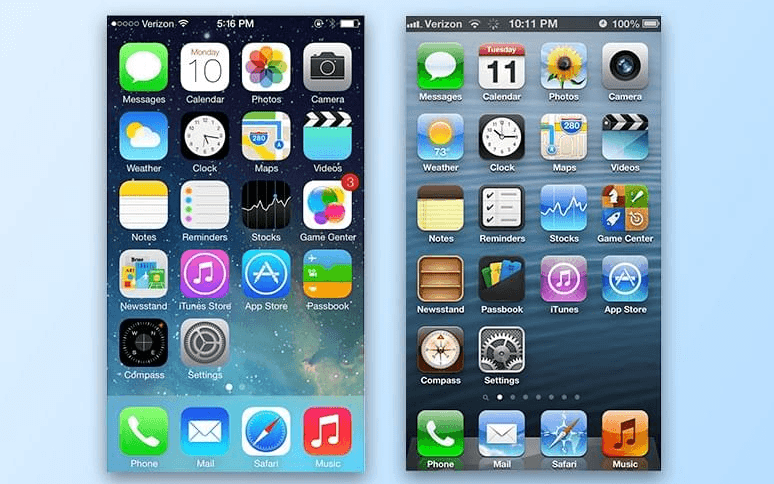 Verizon 5:16 PM
Monday
10
Messages Calendar Photos Camera
280
Weather Clock Maps Videos
3
Notes Reminders Stocks Game Center
Newsstand iTunes Store App Store Passbook
Compass Settings
Phone Mail Safari Music
Verizon 10:11 PM 100%
Tuesday
11
Messages Calendar Photos Camera
73°
280
Weather Clock Maps Videos
Notes Reminders Stocks Game Center
Newsstand Passbook iTunes App Store
Compass Settings
Phone Mail Safari Music